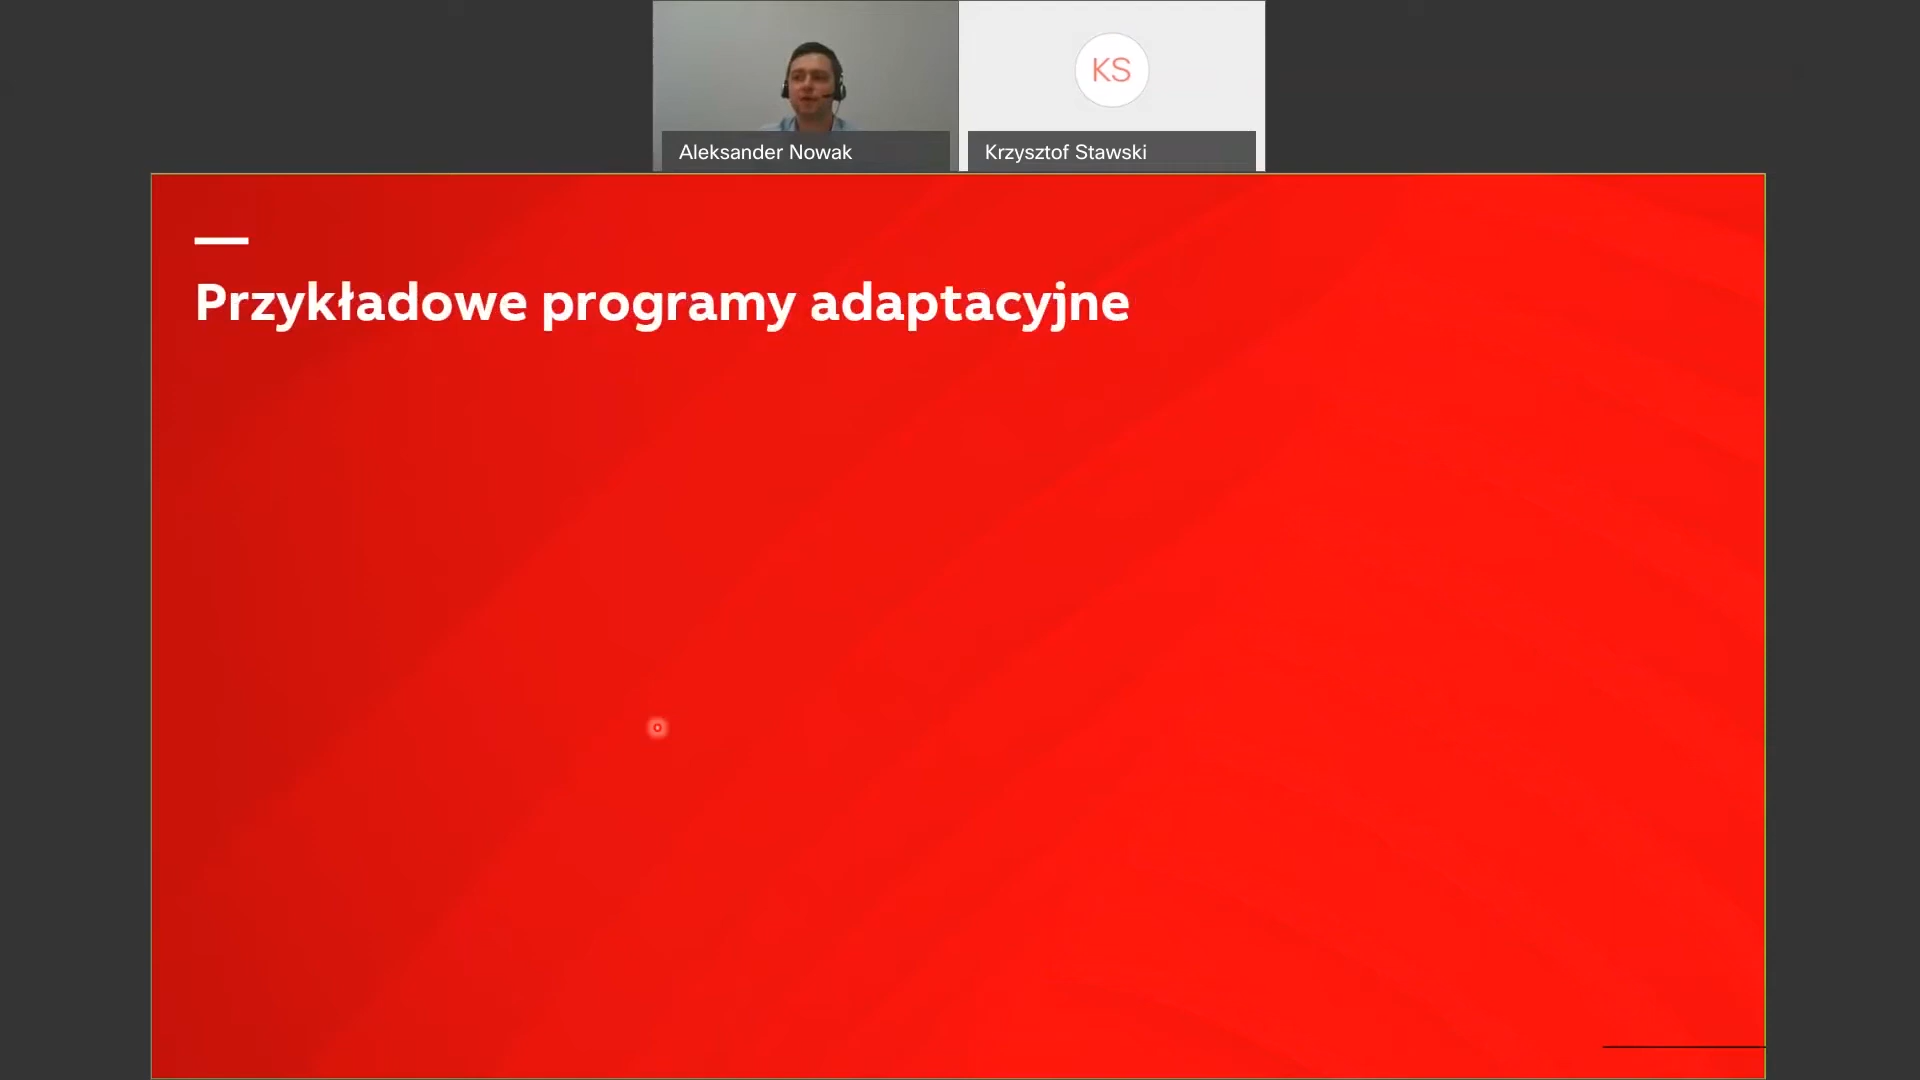 KS
Aleksander Nowak
Krzysztof Stawski
Przykładowe programy adaptacyjne